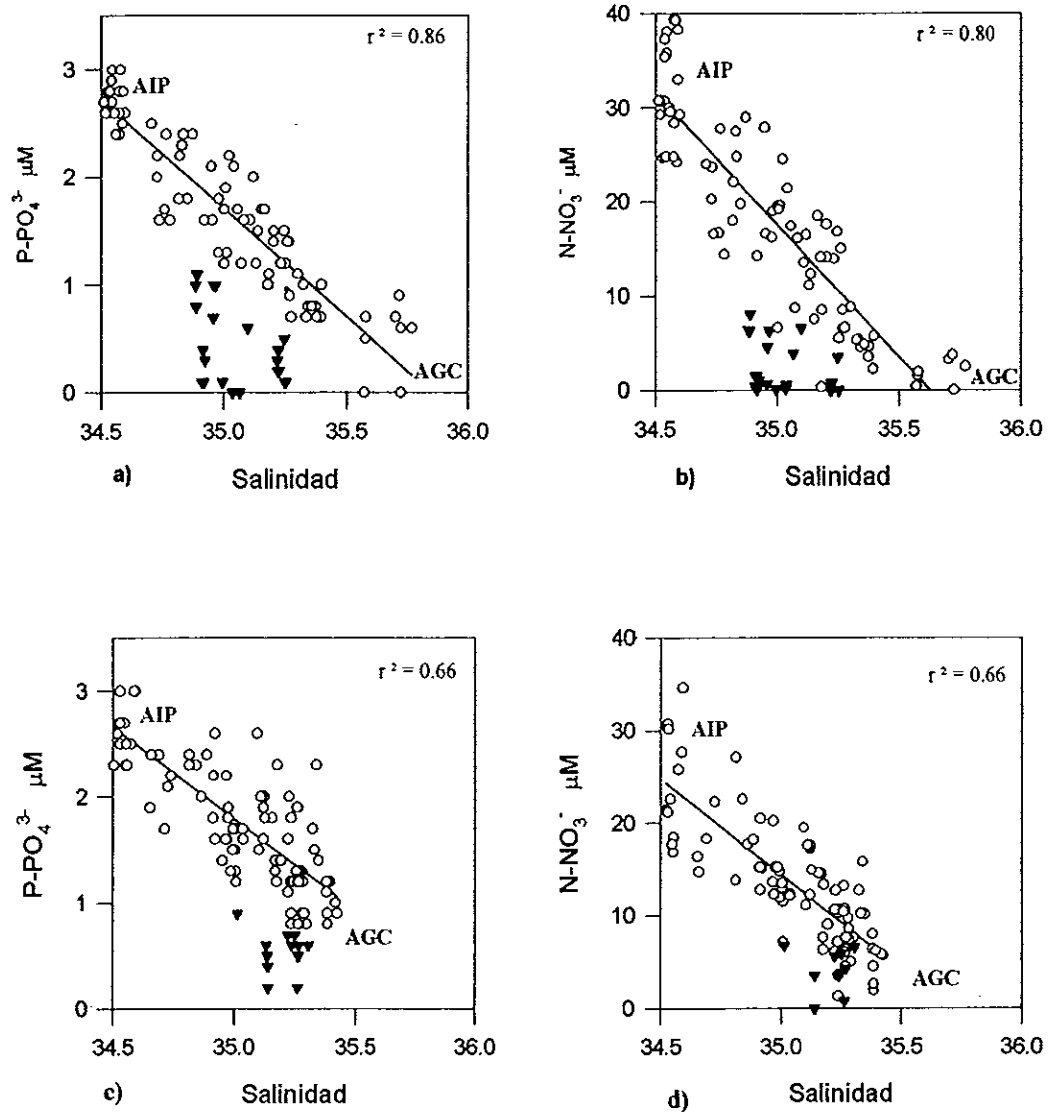 r² = 0.86
AIP
AGC
P-PO₄³⁻ µM
3
2
1
0
34.5 35.0 35.5 36.0
Salinidad
a)
r² = 0.80
AIP
AGC
N-NO₃⁻ µM
40
30
20
10
0
34.5 35.0 35.5 36.0
Salinidad
b)
r² = 0.66
AIP
AGC
P-PO₄³⁻ µM
3
2
1
0
34.5 35.0 35.5 36.0
Salinidad
c)
r² = 0.66
AIP
AGC
N-NO₃⁻ µM
40
30
20
10
0
34.5 35.0 35.5 36.0
Salinidad
d)